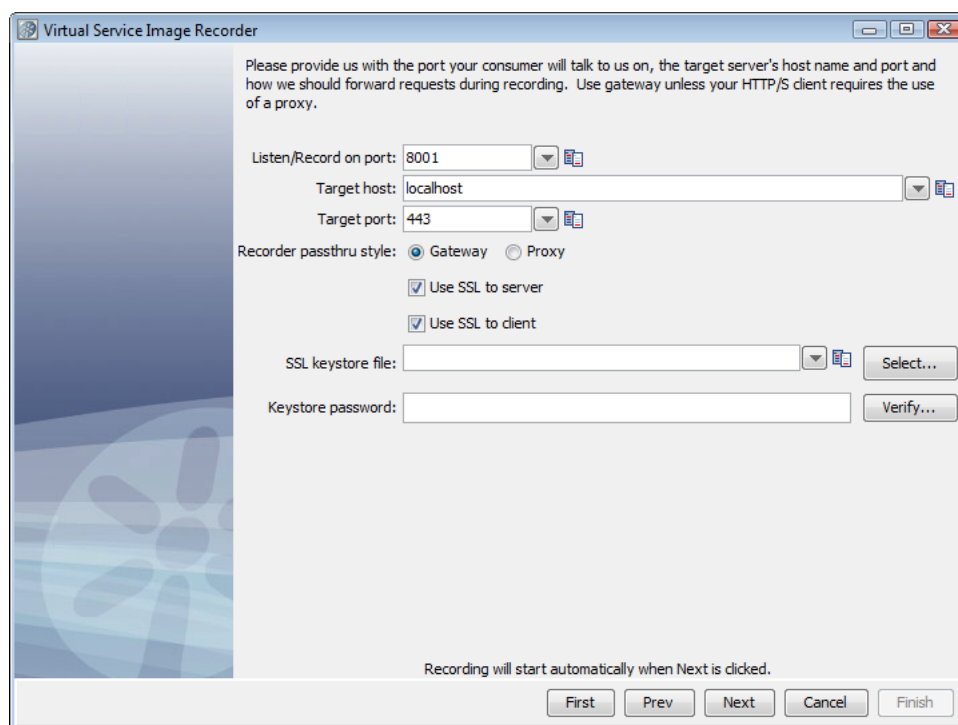 Virtual Service Image Recorder
Please provide us with the port your consumer will talk to us on, the target server's host name and port and
how we should forward requests during recording. Use gateway unless your HTTP/S client requires the use
of a proxy.
Listen/Record on port: 8001
Target host: localhost
Target port: 443
Recorder passthru style: Gateway Proxy
Use SSL to server
Use SSL to client
SSL keystore file: Select...
Keystore password: Verify...
Recording will start automatically when Next is clicked.
First Prev Next Cancel Finish